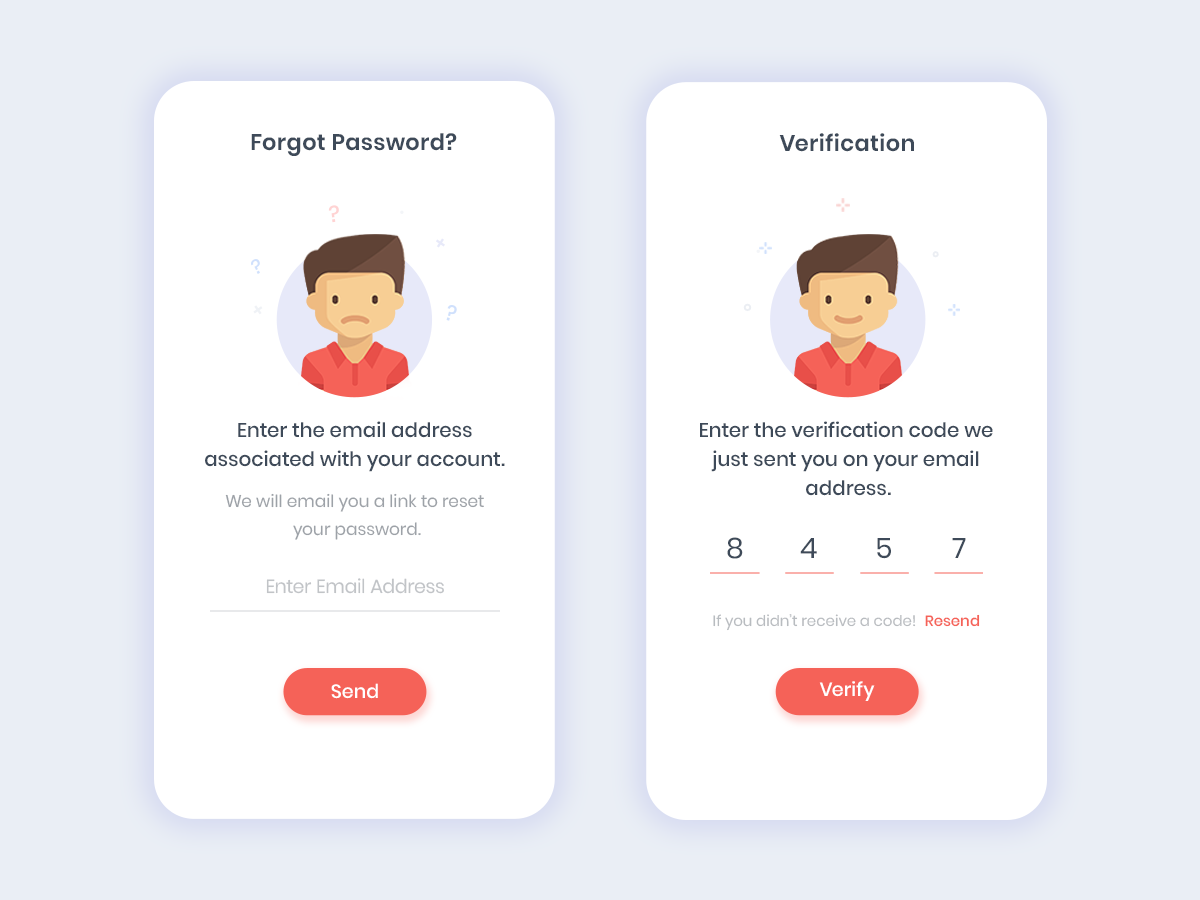 Forgot Password?
Enter the email address
associated with your account.
We will email you a link to reset
your password.
Enter Email Address
Send
Verification
Enter the verification code we
just sent you on your email
address.
8 4 5 7
If you didn't receive a code! Resend
Verify